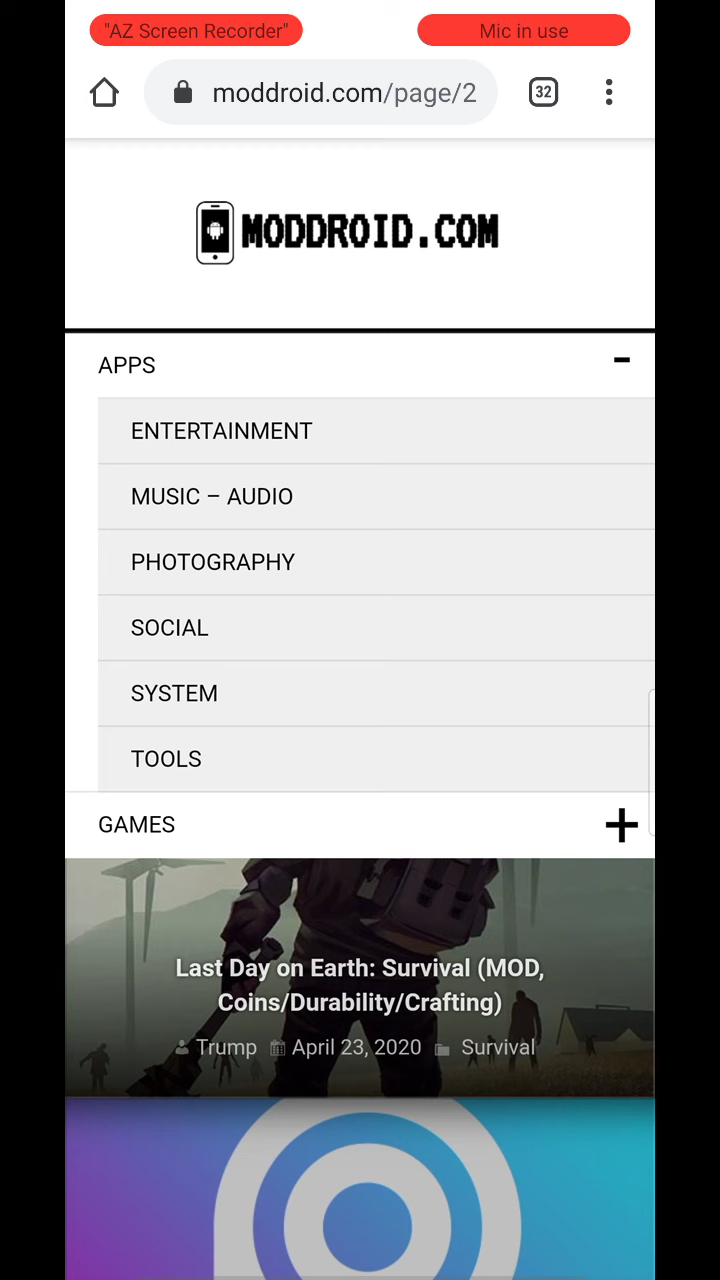 "AZ Screen Recorder"
Mic in use
moddroid.com/page/2
32
MODDROID.COM
APPS
ENTERTAINMENT
MUSIC – AUDIO
PHOTOGRAPHY
SOCIAL
SYSTEM
TOOLS
GAMES
Last Day on Earth: Survival (MOD,
Coins/Durability/Crafting)
Trump April 23, 2020 Survival